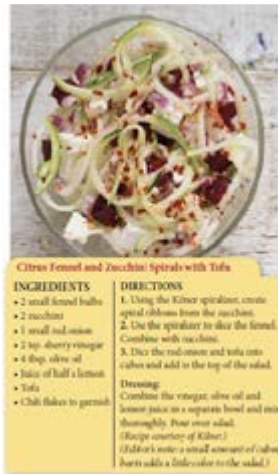 Citrus Fennel and Zucchini Spirals with Tofu
INGREDIENTS
• 2 small fennel bulbs
• 2 zucchini
• 1 small red onion
• 2 tsp. sherry vinegar
• 4 tbsp. olive oil
• Juice of half a lemon
• Tofu
• Chili flakes to garnish
DIRECTIONS
1. Using the Kilner spiralizer, create
spiral ribbons from the zucchini.
2. Use the spiralizer to slice the fennel.
Combine with zucchini.
3. Dice the red onion and tofu into
cubes and add to the top of the salad.
Dressing:
Combine the vinegar, olive oil and
lemon juice in a separate bowl and mix
thoroughly. Pour over salad.
(Recipe courtesy of Kilner.)
(Editor's note: a small amount of cubed
adds a little color to the salad.)